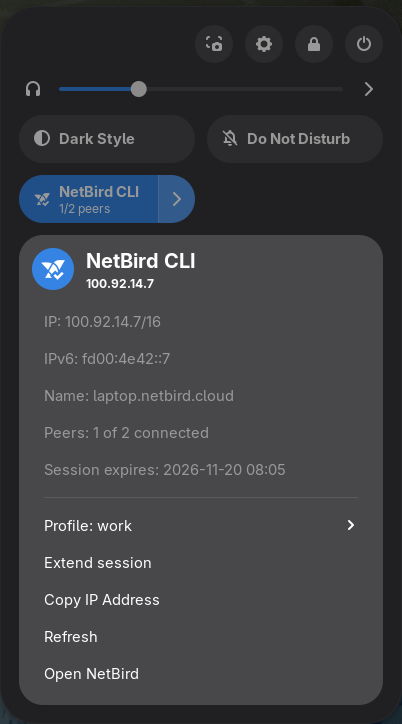 Dark Style
Do Not Disturb
NetBird CLI
1/2 peers
NetBird CLI
100.92.14.7
IP: 100.92.14.7/16
IPv6: fd00:4e42::7
Name: laptop.netbird.cloud
Peers: 1 of 2 connected
Session expires: 2026-11-20 08:05
Profile: work
Extend session
Copy IP Address
Refresh
Open NetBird